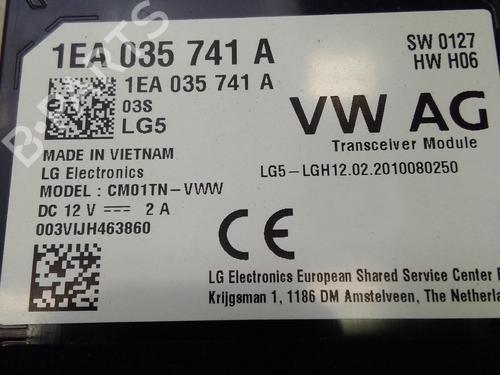 1EA 035 741 A
SW 0127
HW H06
1EA 035 741 A
03S
LG5
VW AG
Transceiver Module
MADE IN VIETNAM
LG Electronics
MODEL : CM01TN-VWW
DC 12 V 2 A
003VIJH463860
LG5-LGH12.02.2010080250
CE
LG Electronics European Shared Service Center
Krijgsman 1, 1186 DM Amstelveen, The
B-PARTS